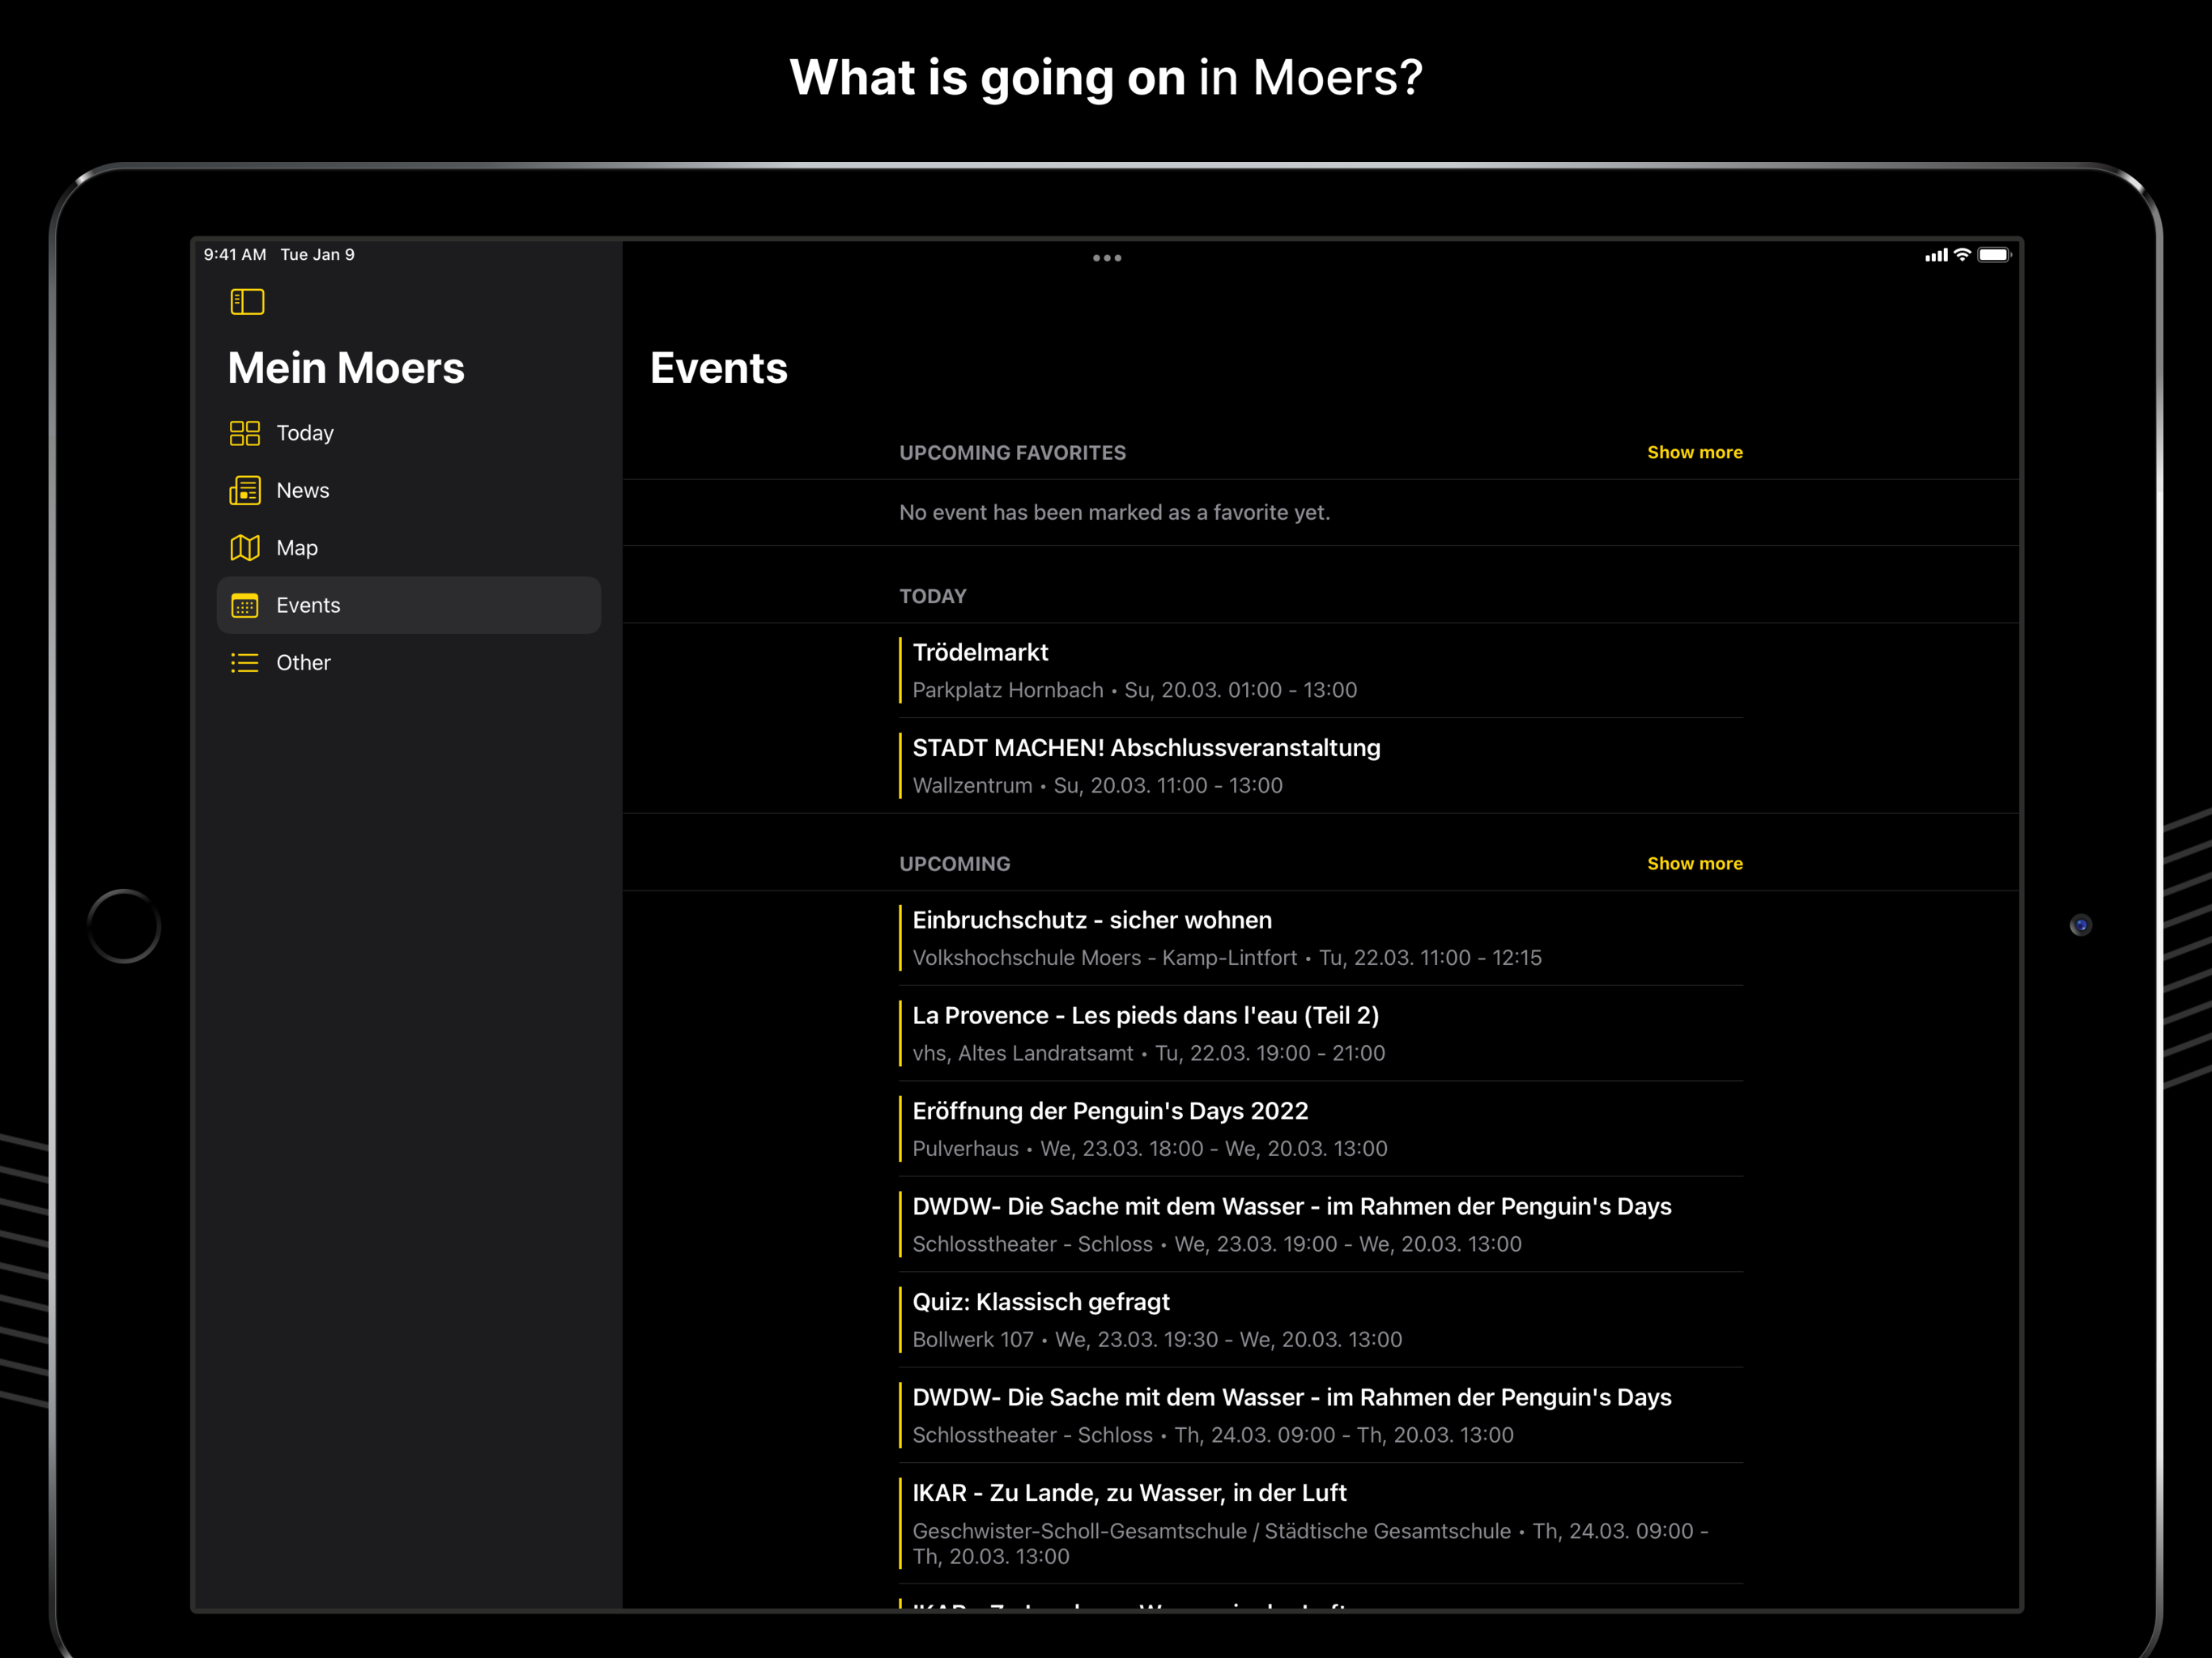 What is going on in Moers?
9:41 AM Tue Jan 9
Mein Moers
Today
News
Map
Events
Other
Events
UPCOMING FAVORITES Show more
No event has been marked as a favorite yet.
TODAY
Trödelmarkt
Parkplatz Hornbach • Su, 20.03. 01:00 - 13:00
STADT MACHEN! Abschlussveranstaltung
Wallzentrum • Su, 20.03. 11:00 - 13:00
UPCOMING Show more
Einbruchschutz - sicher wohnen
Volkshochschule Moers - Kamp-Lintfort • Tu, 22.03. 11:00 - 12:15
La Provence - Les pieds dans l'eau (Teil 2)
vhs, Altes Landratsamt • Tu, 22.03. 19:00 - 21:00
Eröffnung der Penguin's Days 2022
Pulverhaus • We, 23.03. 18:00 - We, 20.03. 13:00
DWDW- Die Sache mit dem Wasser - im Rahmen der Penguin's Days
Schlosstheater - Schloss • We, 23.03. 19:00 - We, 20.03. 13:00
Quiz: Klassisch gefragt
Bollwerk 107 • We, 23.03. 19:30 - We, 20.03. 13:00
DWDW- Die Sache mit dem Wasser - im Rahmen der Penguin's Days
Schlosstheater - Schloss • Th, 24.03. 09:00 - Th, 20.03. 13:00
IKAR - Zu Lande, zu Wasser, in der Luft
Geschwister-Scholl-Gesamtschule / Städtische Gesamtschule • Th, 24.03. 09:00 -
Th, 20.03. 13:00